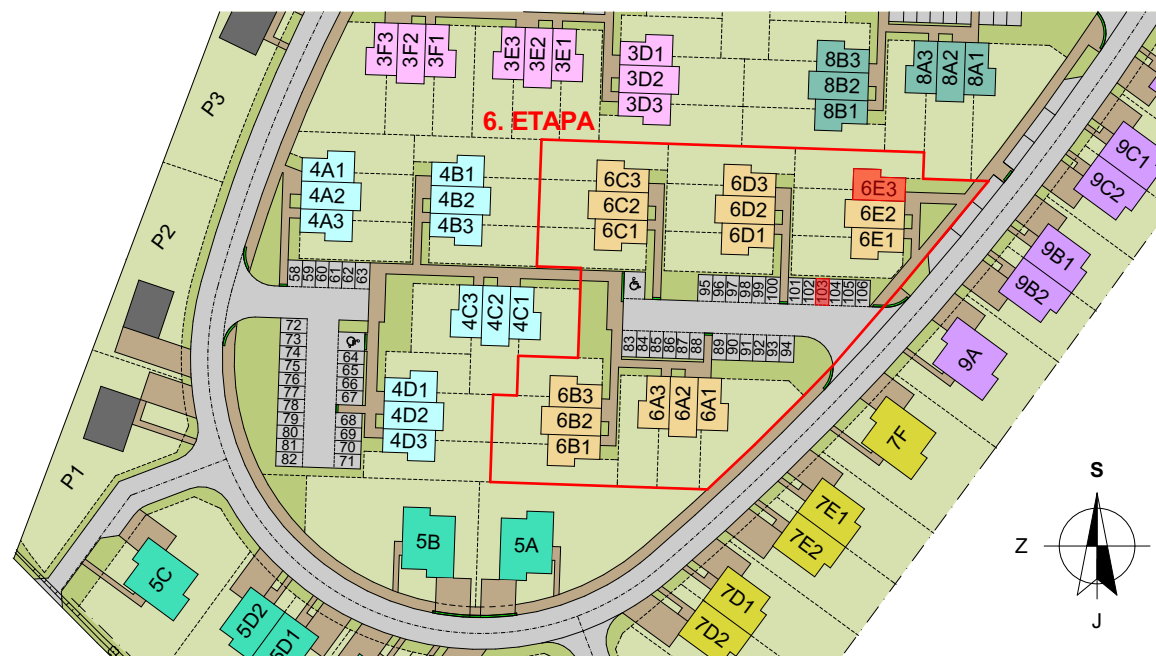 P3
3F3
3F2
3F1
3E3
3E2
3E1
3D1
3D2
3D3
8B3
8B2
8B1
8A3
8A2
8A1
6. ETAPA
9C1
9C2
P2
4A1
4A2
4A3
4B1
4B2
4B3
6C3
6C2
6C1
6D3
6D2
6D1
6E3
6E2
6E1
9B1
9B2
58
59
60
61
62
63
95
96
97
98
99
100
101
102
103
104
105
106
4C3
4C2
4C1
72
73
74
75
76
77
78
79
80
81
82
64
65
66
67
68
69
70
71
83
84
85
86
87
88
89
90
91
92
93
94
9A
4D1
4D2
4D3
6B3
6B2
6B1
6A3
6A2
6A1
7F
P1
7E1
7E2
5B
5A
5C
5D2
5D1
7D1
7D2
S
Z
J